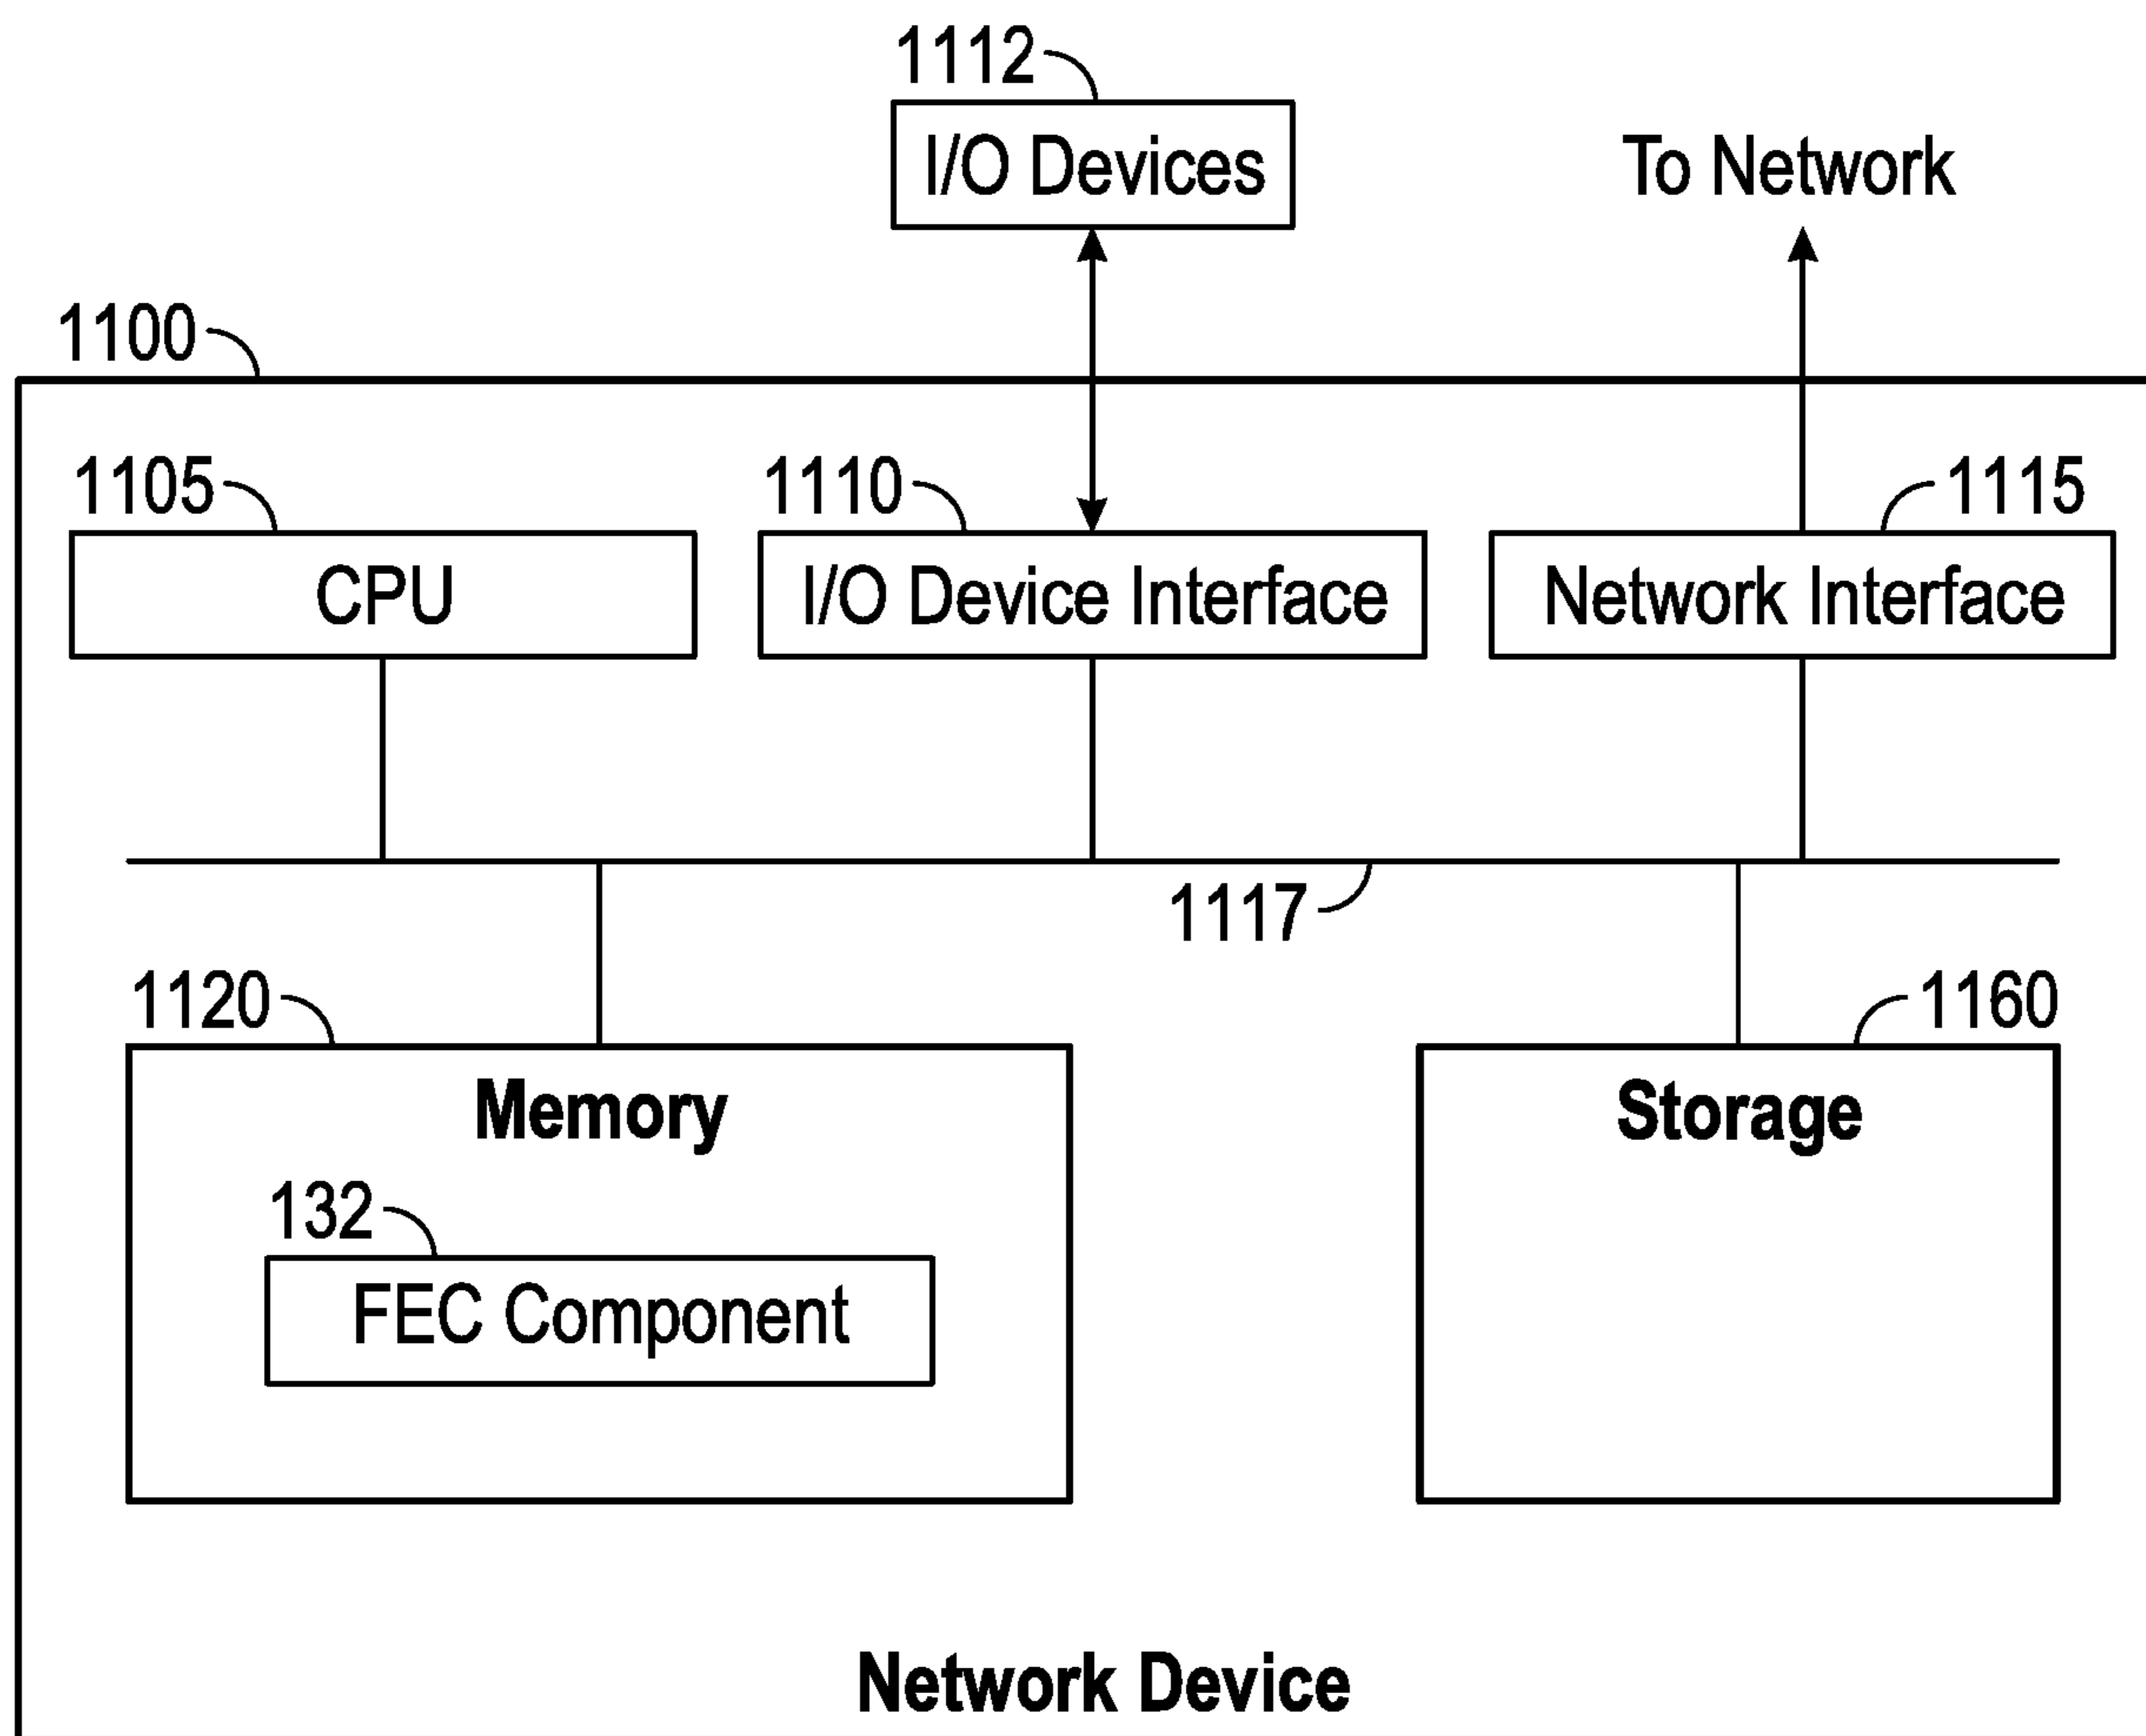 1112
I/O Devices
To Network
1100
1105
1110
1115
CPU
I/O Device Interface
Network Interface
1117
1120
1160
Memory
Storage
132
FEC Component
Network Device